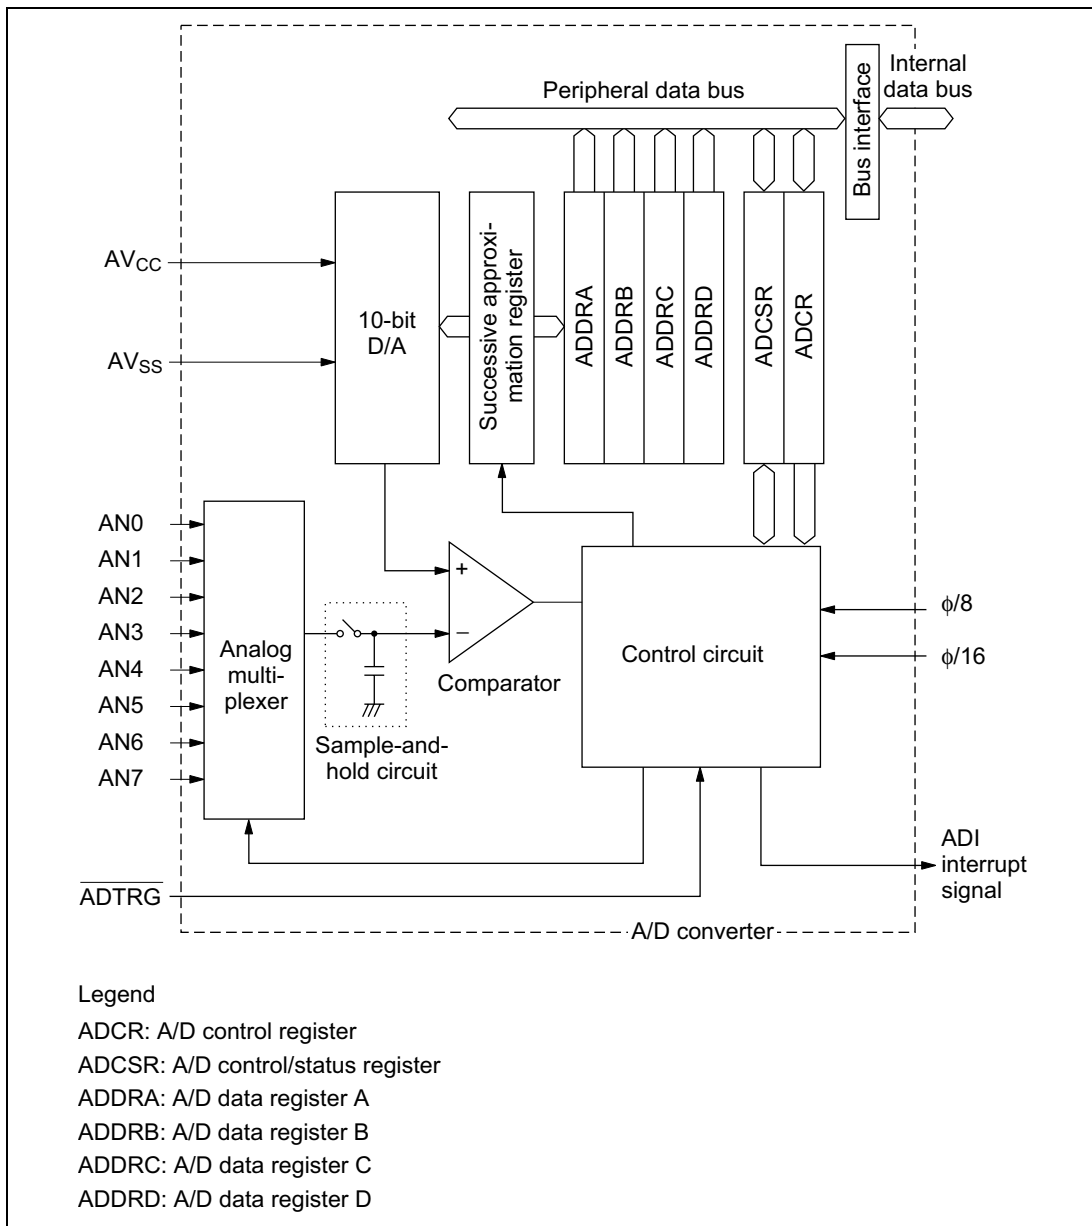 Peripheral data bus
Internal
data bus
Bus interface
AVCC
AVSS
10-bit
D/A
Successive approxi-
mation register
ADDRA
ADDRB
ADDRC
ADDRD
ADCSR
ADCR
AN0
AN1
AN2
AN3
AN4
AN5
AN6
AN7
Analog
multi-
plexer
+
−
Comparator
Sample-and-
hold circuit
Control circuit
ϕ/8
ϕ/16
ADTRG
ADI
interrupt
signal
A/D converter
Legend
ADCR: A/D control register
ADCSR: A/D control/status register
ADDRA: A/D data register A
ADDRB: A/D data register B
ADDRC: A/D data register C
ADDRD: A/D data register D